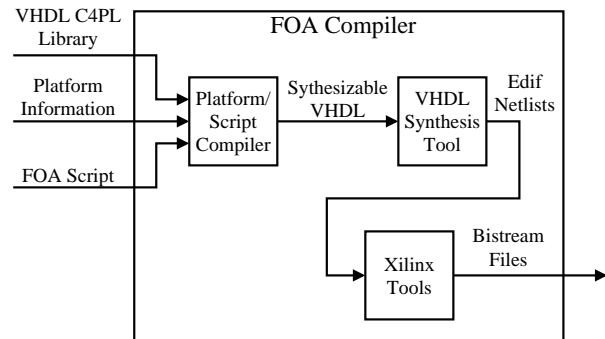 VHDL C4PL
Library
FOA Compiler
Platform
Information
Platform/
Script
Compiler
Sythesizable
VHDL
VHDL
Synthesis
Tool
Edif
Netlists
FOA Script
Xilinx
Tools
Bistream
Files